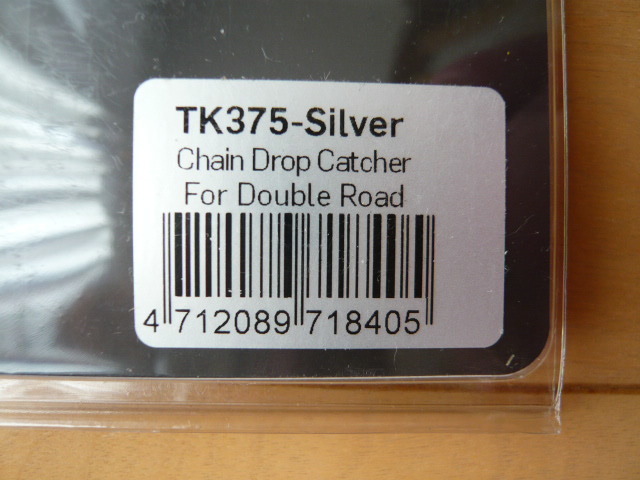 TK375-Silver
Chain Drop Catcher
For Double Road
4 712089 718405